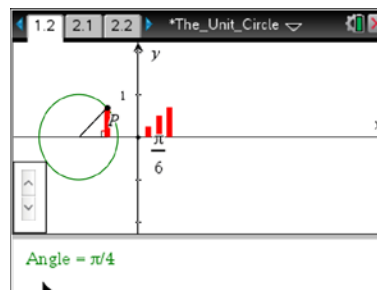 1.2 2.1 2.2 *The_Unit_Circle
y
1
P
x
π
6
Angle = π/4